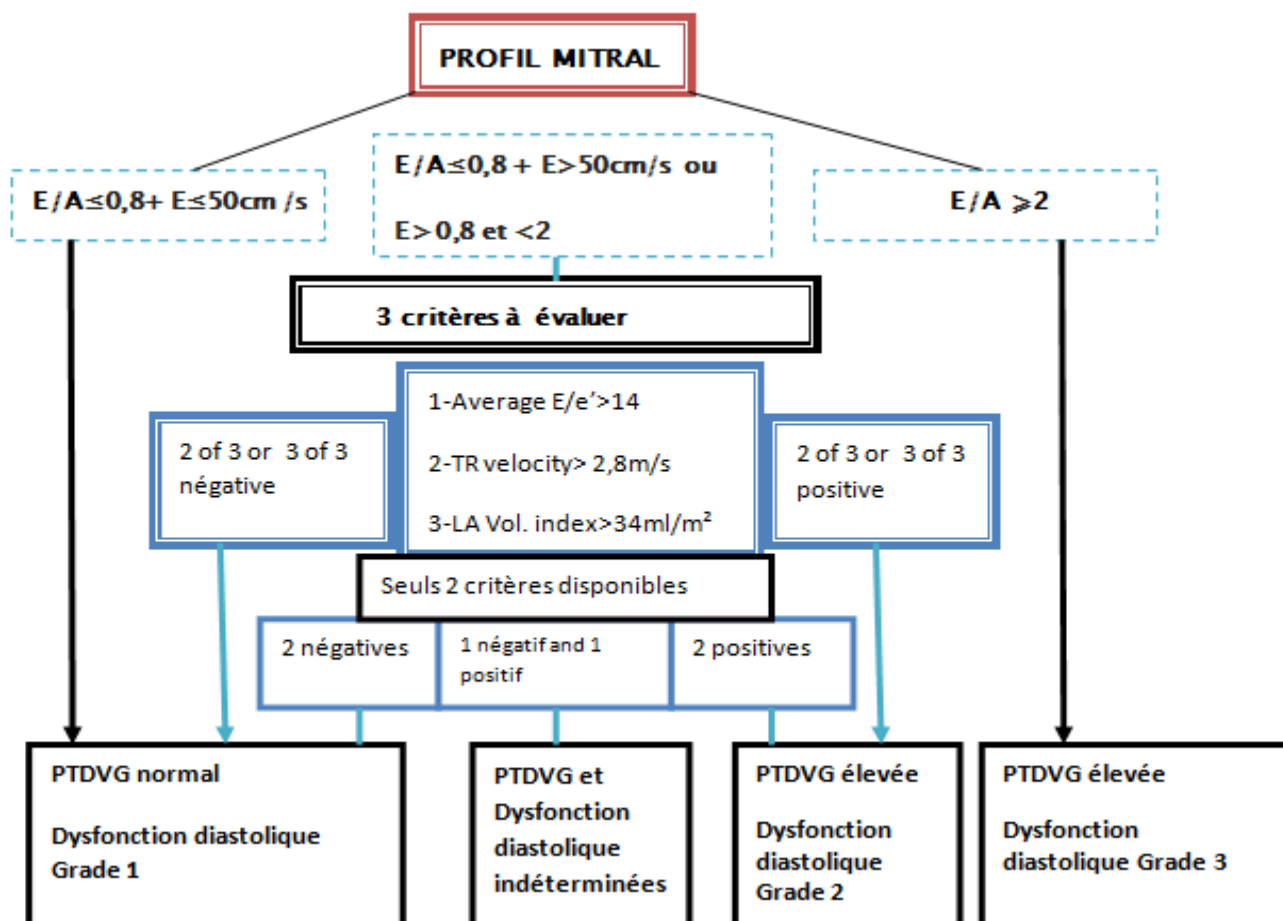 PROFIL MITRAL
E/A≤0,8+ E≤50cm /s
E/A≤0,8 + E>50cm/s ou
E>0,8 et <2
E/A ⩾2
3 critères à évaluer
2 of 3 or 3 of 3
négative
1-Average E/e’>14
2-TR velocity> 2,8m/s
3-LA Vol. index>34ml/m²
2 of 3 or 3 of 3
positive
Seuls 2 critères disponibles
2 négatives
1 négatif and 1
positif
2 positives
PTDVG normal
Dysfonction diastolique
Grade 1
PTDVG et
Dysfonction
diastolique
indéterminées
PTDVG élevée
Dysfonction
diastolique
Grade 2
PTDVG élevée
Dysfonction
diastolique Grade 3